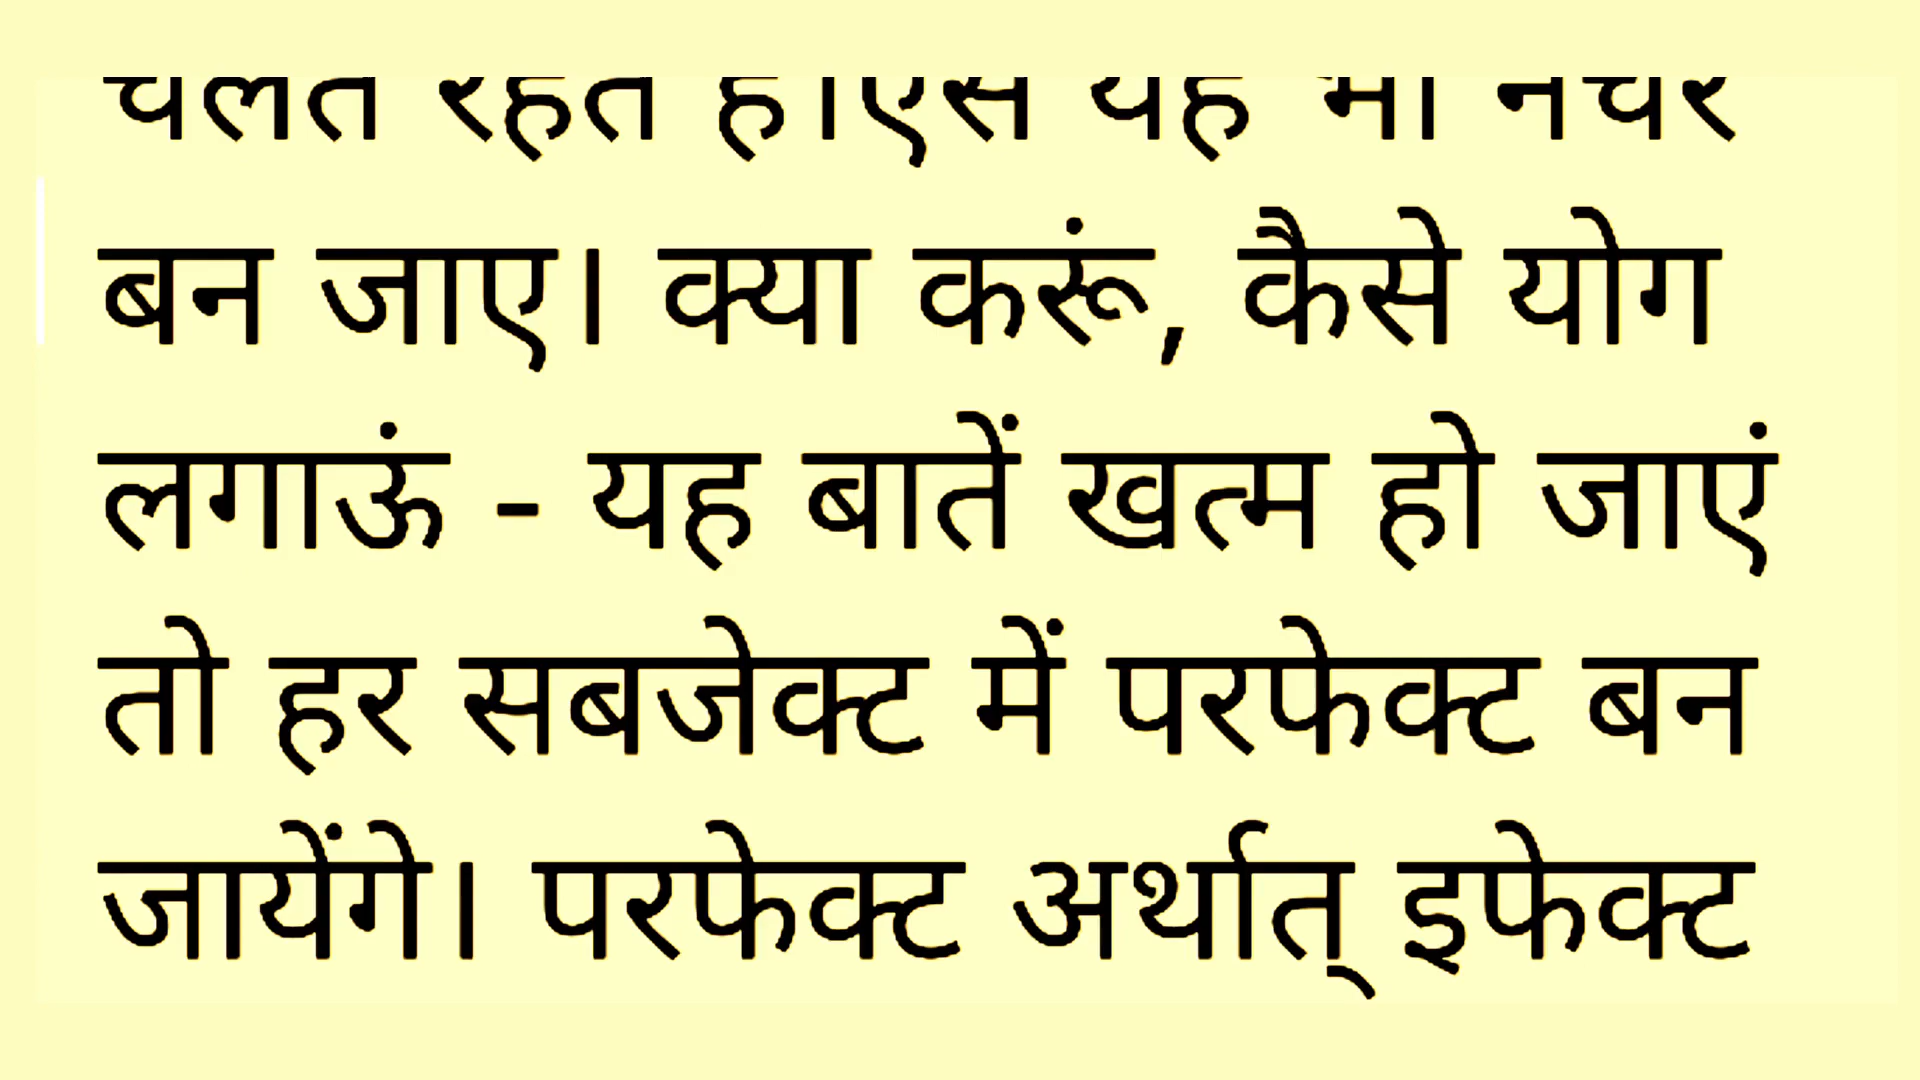 बन जाए। क्या करूं, कैसे योग
लगाऊं - यह बातें खत्म हो जाएं
तो हर सबजेक्ट में परफेक्ट बन
जायेंगे। परफेक्ट अर्थात् इफेक्ट